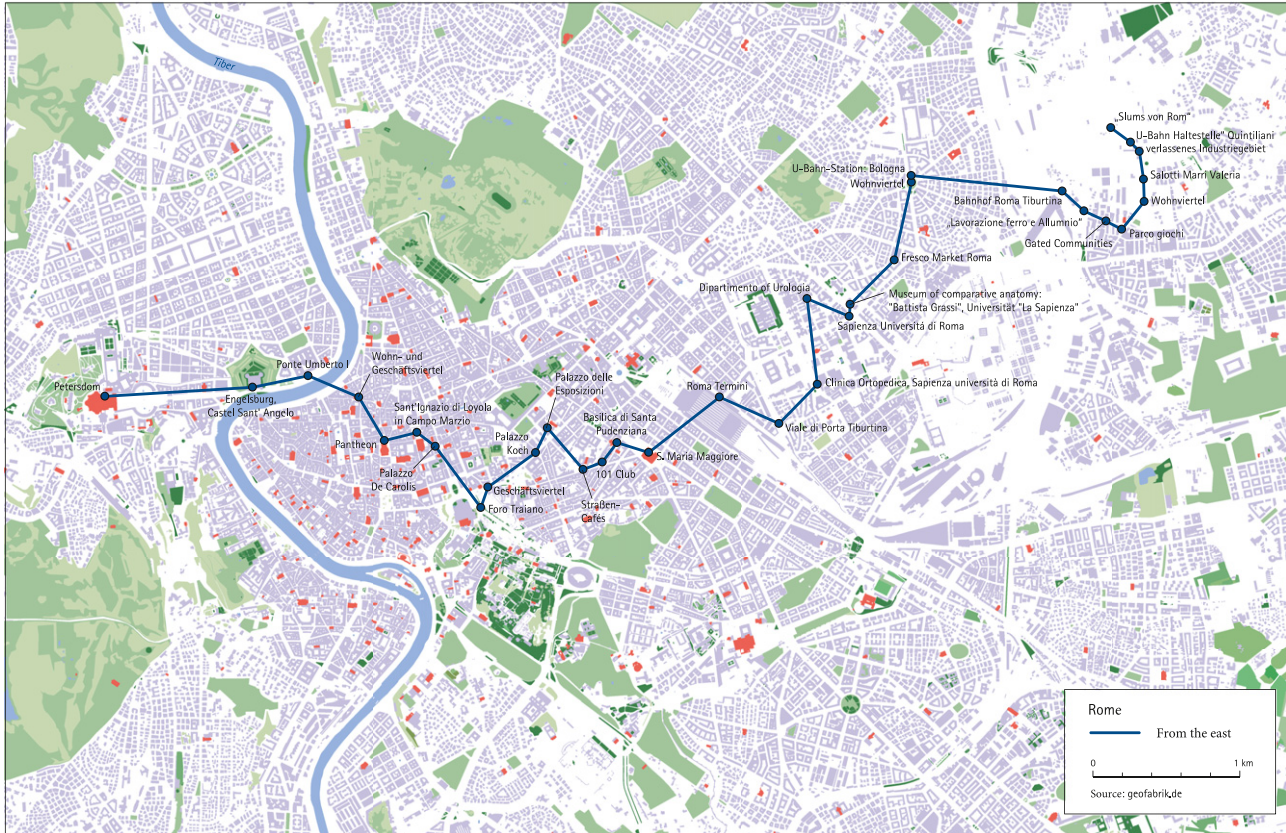 Tiber
„Slums von Rom“
„U-Bahn Haltestelle“ Quintiliani
verlassenes Industriegebiet
U-Bahn-Station: Bologna
Wohnviertel
Salotti Marri Valeria
Bahnhof Roma Tiburtina
Wohnviertel
„Lavorazione ferro e Allumnio“
Parco giochi
Gated Communities
Fresco Market Roma
Dipartimento of Urologia
Museum of comparative anatomy:
"Battista Grassi", Universität "La Sapienza"
Sapienza Universitá di Roma
Wohn- und
Geschäftsviertel
Ponte Umberto I
Palazzo delle
Esposizioni
Petersdom
Engelsburg,
Castel Sant' Angelo
Roma Termini
Clinica Ortopedica, Sapienza università di Roma
Sant'Ignazio di Loyola
in Campo Marzio
Basilica di Santa
Pudenziana
Viale di Porta Tiburtina
Pantheon
Palazzo
Koch
S. Maria Maggiore
Palazzo
De Carolis
101 Club
Geschäftsviertel
Straßen-
Cafés
Foro Traiano
Rome
From the east
0 1 km
Source: geofabrik.de